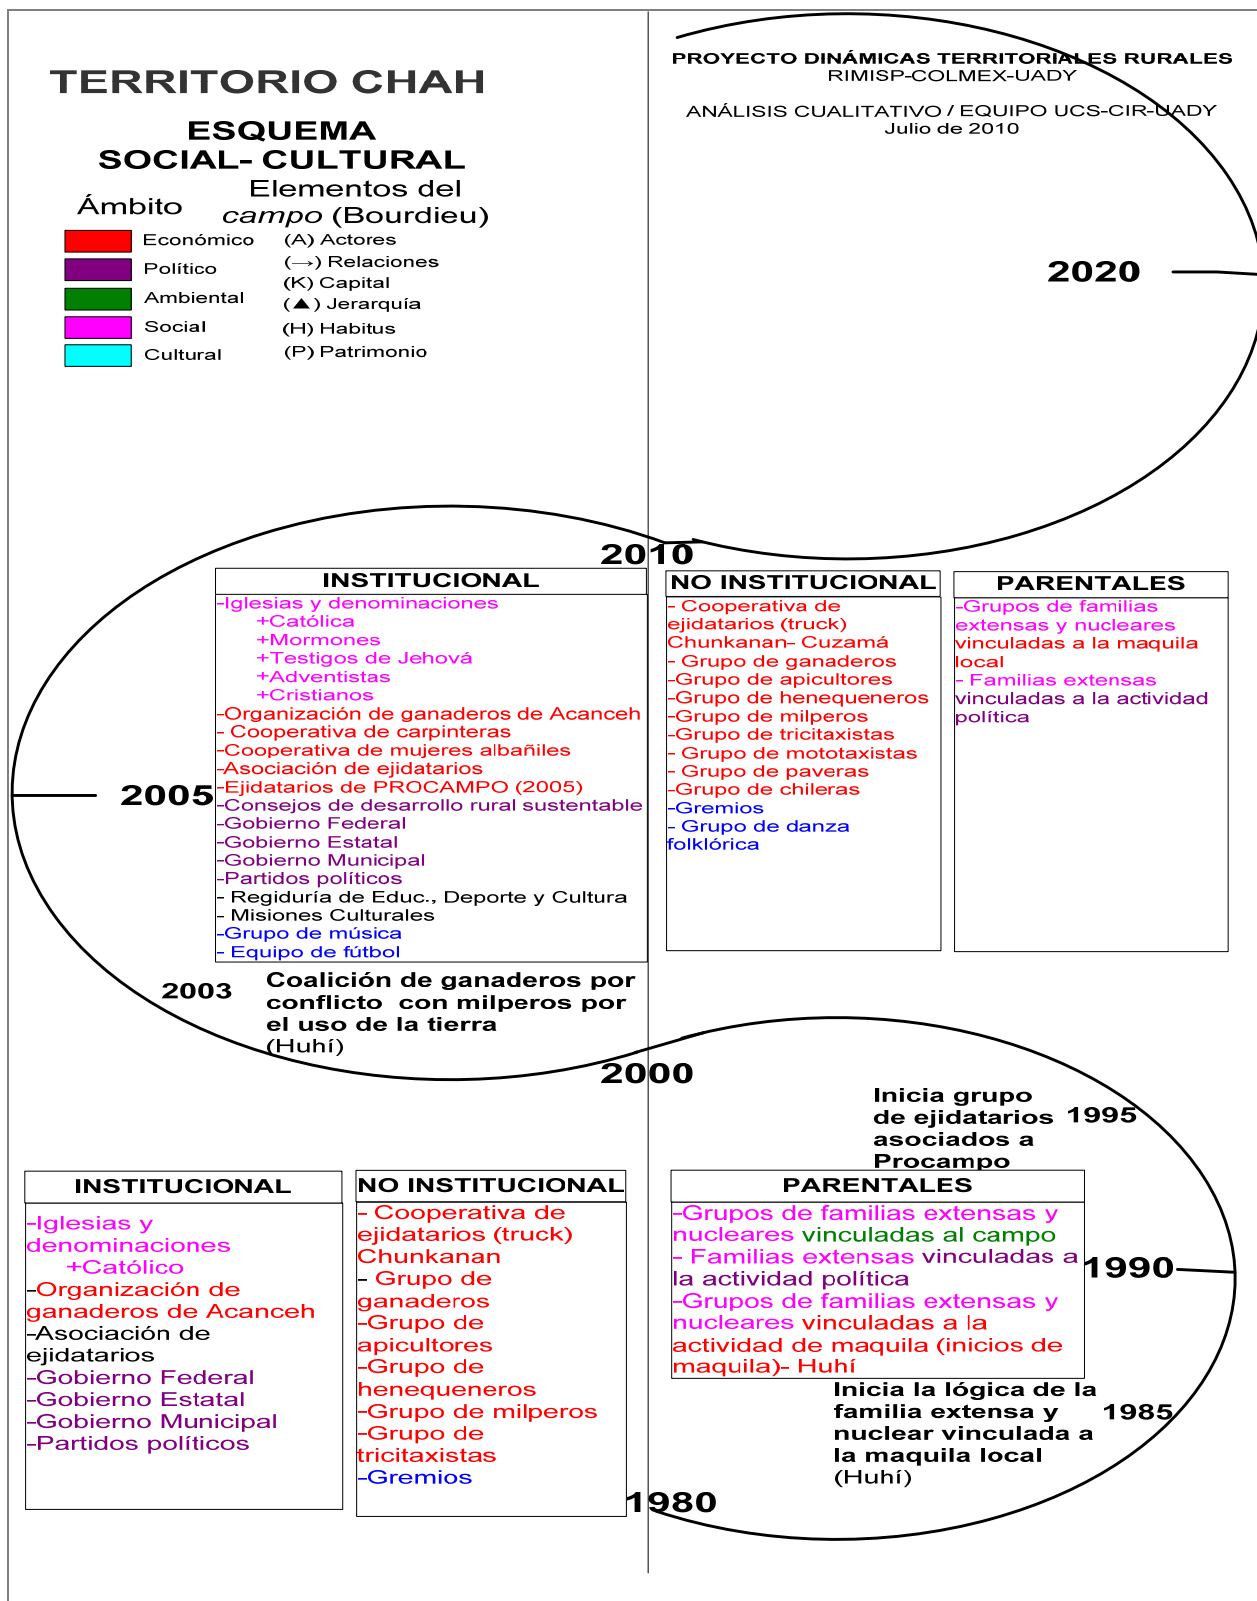 TERRITORIO CHAH
ESQUEMA
SOCIAL- CULTURAL
Ámbito
Elementos del
campo (Bourdieu)
Económico
Político
Ambiental
Social
Cultural
(A) Actores
(→) Relaciones
(K) Capital
(▲) Jerarquía
(H) Habitus
(P) Patrimonio
PROYECTO DINÁMICAS TERRITORIALES RURALES
RIMISP-COLMEX-UADY
ANÁLISIS CUALITATIVO / EQUIPO UCS-CIR-UADY
Julio de 2010
2020
2010
INSTITUCIONAL
-Iglesias y denominaciones
+Católica
+Mormones
+Testigos de Jehová
+Adventistas
+Cristianos
-Organización de ganaderos de Acanceh
- Cooperativa de carpinteras
-Cooperativa de mujeres albañiles
-Asociación de ejidatarios
-Ejidatarios de PROCAMPO (2005)
-Consejos de desarrollo rural sustentable
-Gobierno Federal
-Gobierno Estatal
-Gobierno Municipal
-Partidos políticos
- Regiduría de Educ., Deporte y Cultura
- Misiones Culturales
-Grupo de música
- Equipo de fútbol
NO INSTITUCIONAL
- Cooperativa de
ejidatarios (truck)
Chunkanan- Cuzamá
- Grupo de ganaderos
-Grupo de apicultores
-Grupo de henequeneros
-Grupo de milperos
-Grupo de tricitaxistas
- Grupo de mototaxistas
- Grupo de paveras
-Grupo de chileras
-Gremios
- Grupo de danza
folklórica
PARENTALES
-Grupos de familias
extensas y nucleares
vinculadas a la maquila
local
- Familias extensas
vinculadas a la actividad
política
2005
2003
Coalición de ganaderos por
conflicto con milperos por
el uso de la tierra
(Huhí)
2000
Inicia grupo
de ejidatarios
asociados a
Procampo
1995
INSTITUCIONAL
-Iglesias y
denominaciones
+Católico
-Organización de
ganaderos de Acanceh
-Asociación de
ejidatarios
-Gobierno Federal
-Gobierno Estatal
-Gobierno Municipal
-Partidos políticos
NO INSTITUCIONAL
- Cooperativa de
ejidatarios (truck)
Chunkanan
- Grupo de
ganaderos
-Grupo de
apicultores
-Grupo de
henequeneros
-Grupo de milperos
-Grupo de
tricitaxistas
-Gremios
PARENTALES
-Grupos de familias extensas y
nucleares vinculadas al campo
- Familias extensas vinculadas a
la actividad política
-Grupos de familias extensas y
nucleares vinculadas a la
actividad de maquila (inicios de
maquila)- Huhí
1990
Inicia la lógica de la
familia extensa y
nuclear vinculada a
la maquila local
(Huhí)
1985
1980